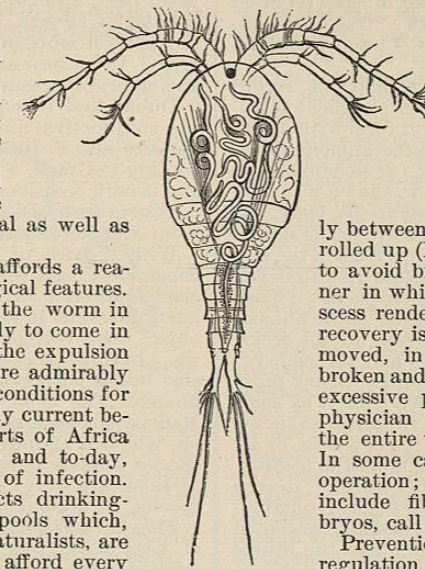 al as well as
affords a rea-
gical features.
the worm in
ly to come in
the expulsion
re admirably
conditions for
y current be-
rts of Africa
and to-day,
of infection.
cts drinking-
pools which,
turalists, are
afford every
ly between
rolled up (
to avoid b
ner in whi
scess rende
recovery is
moved, in
broken and
excessive p
physician
the entire
In some ca
operation;
include fil
bryos, call
Preventi
regulation